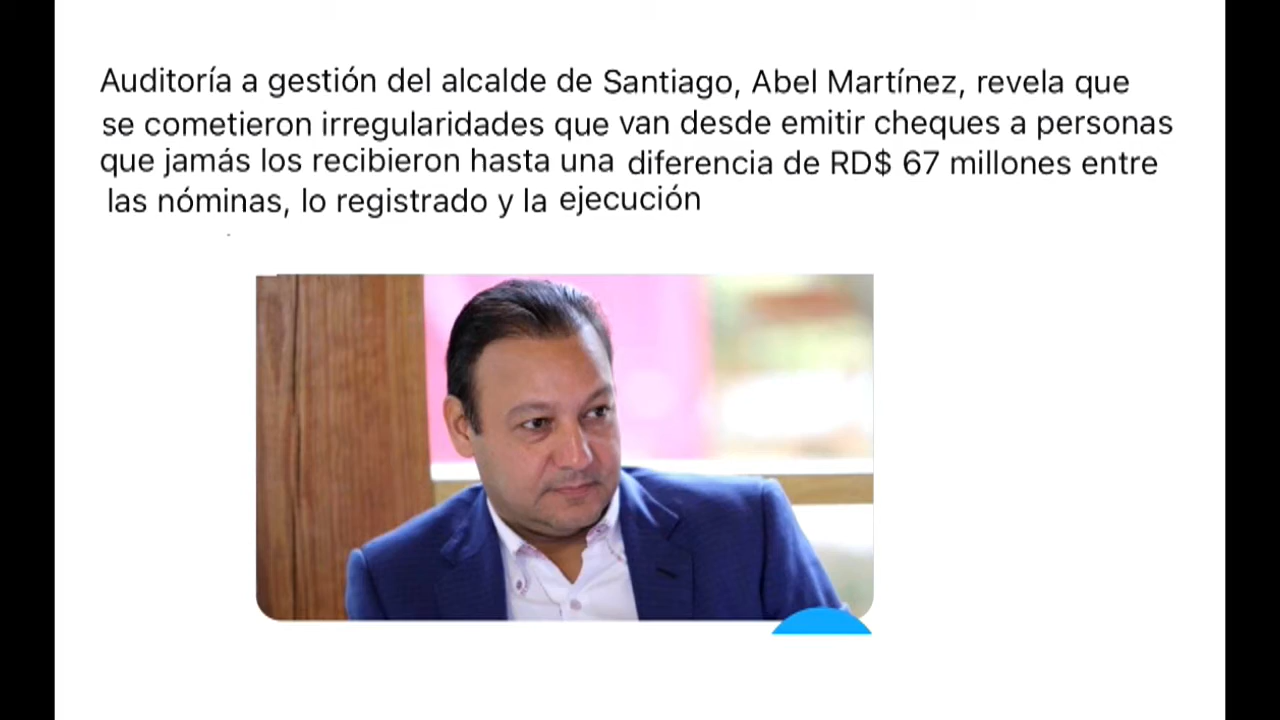 Auditoría a gestión del alcalde de Santiago, Abel Martínez, revela que
se cometieron irregularidades que van desde emitir cheques a personas
que jamás los recibieron hasta una diferencia de RD$ 67 millones entre
las nóminas, lo registrado y la ejecución